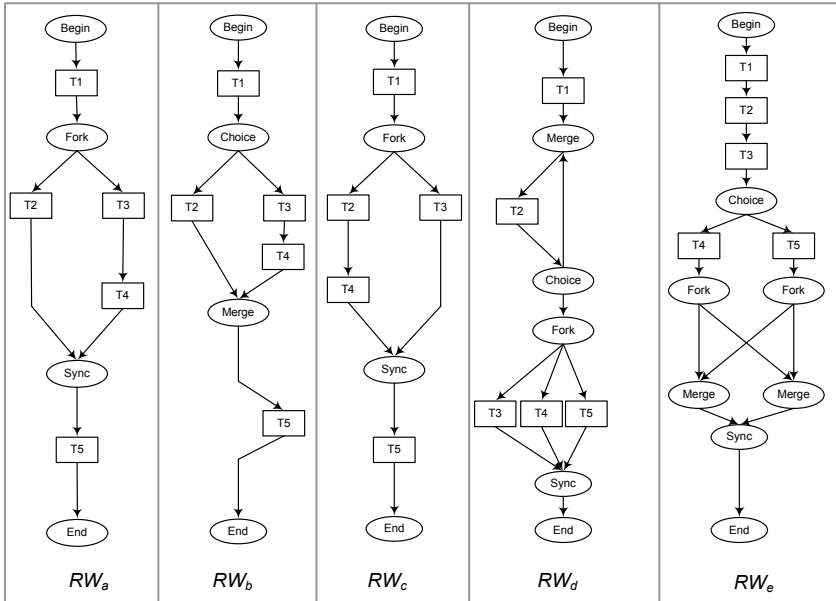 Begin
T1
Fork
T2
T3
T4
Sync
T5
End
RWa
Begin
T1
Choice
T2
T3
T4
Merge
T5
End
RWb
Begin
T1
Fork
T2
T3
T4
Sync
T5
End
RWc
Begin
T1
Merge
T2
Choice
Fork
T3
T4
T5
Sync
End
RWd
Begin
T1
T2
T3
Choice
T4
T5
Fork
Fork
Merge
Merge
Sync
End
RWe